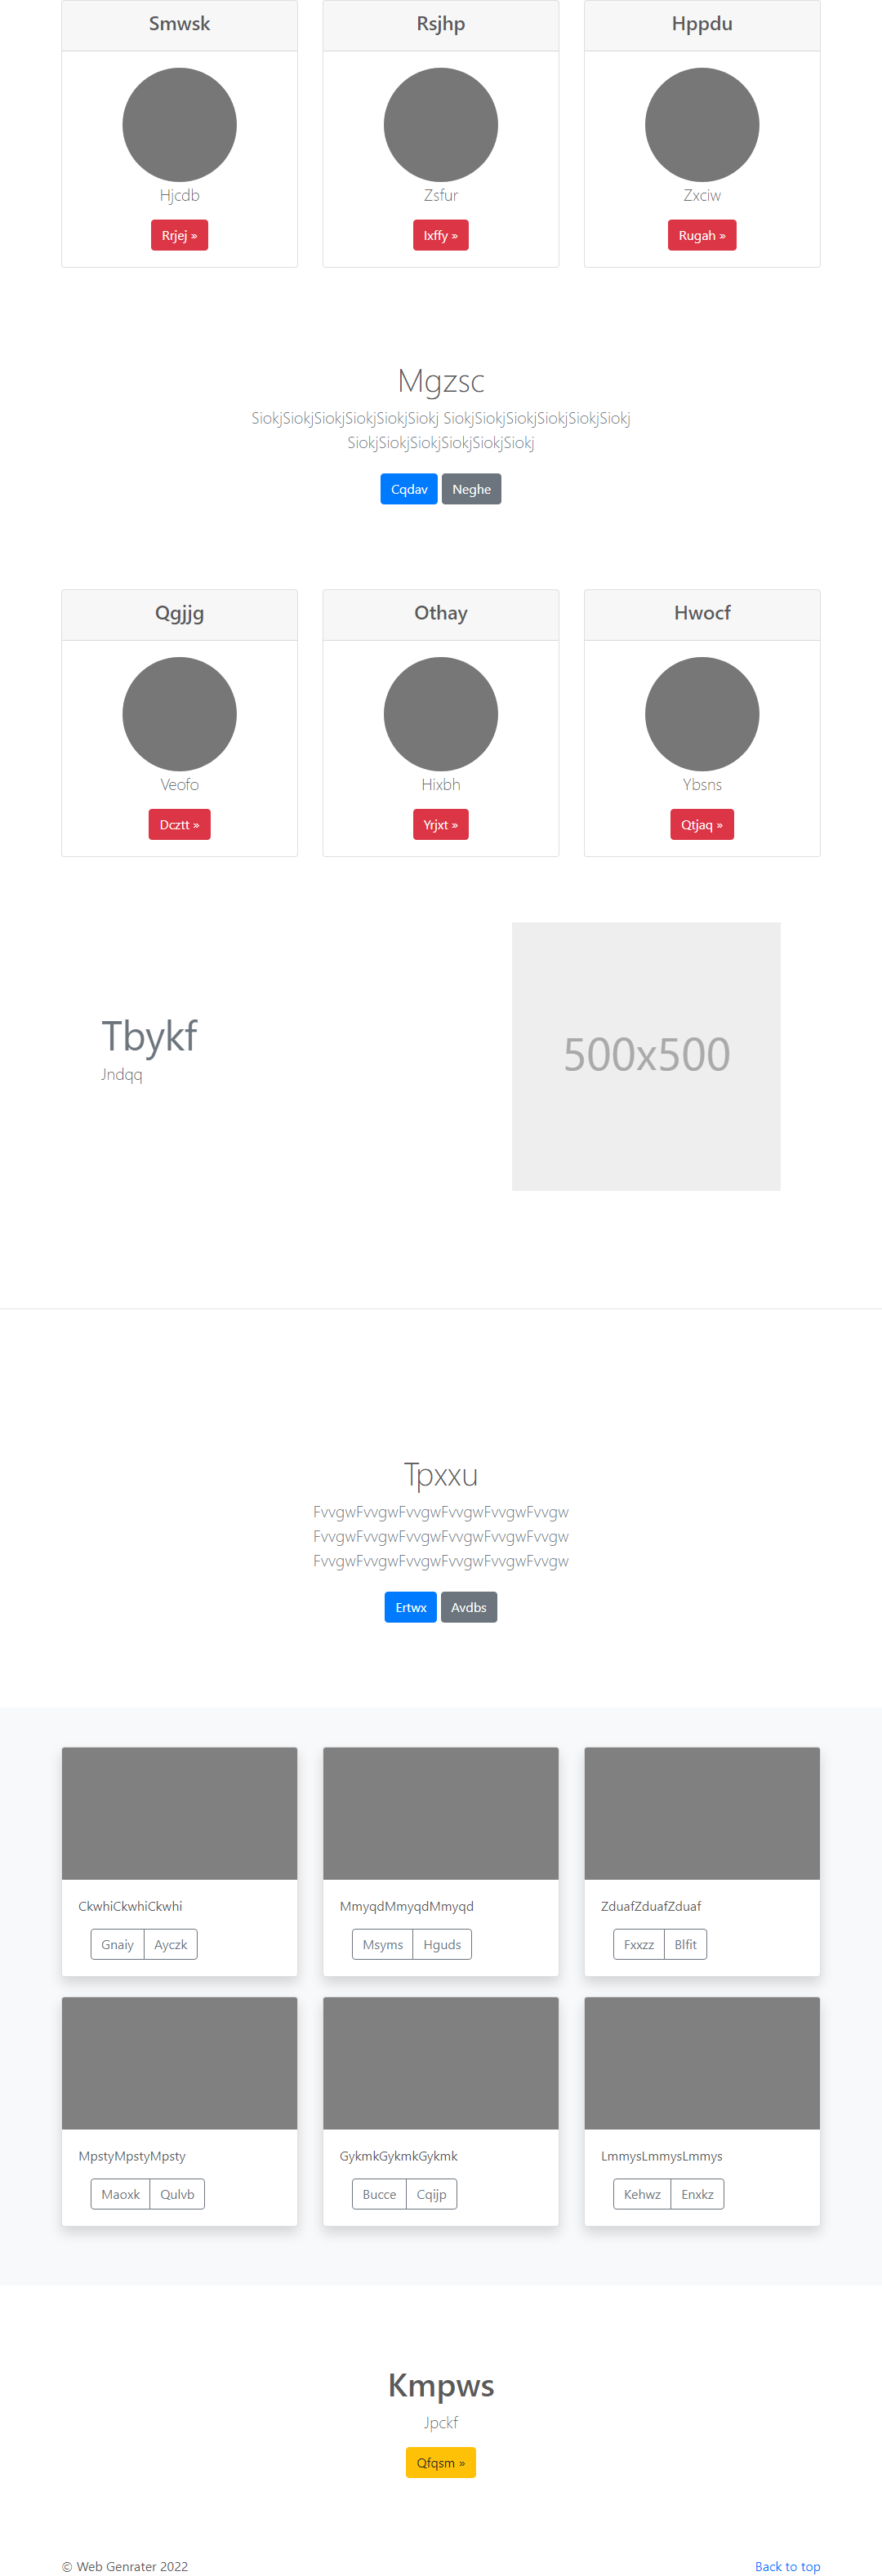 Smwsk
Rsjhp
Hppdu
Hjcdb
Zsfur
Zxciw
Rrjej »
Ixffy »
Rugah »
Mgzsc
SiokjSiokjSiokjSiokjSiokjSiokj SiokjSiokjSiokjSiokjSiokjSiokj
SiokjSiokjSiokjSiokjSiokjSiokj
Cqdav Neghe
Qgjjg
Othay
Hwocf
Veofo
Hixbh
Ybsns
Dcztt »
Yrjxt »
Qtjaq »
Tbykf
Jndqq
500x500
Tpxxu
FvvgwFvvgwFvvgwFvvgwFvvgwFvvgw
FvvgwFvvgwFvvgwFvvgwFvvgwFvvgw
FvvgwFvvgwFvvgwFvvgwFvvgwFvvgw
Ertwx Avdbs
CkwhiCkwhiCkwhi
MmyqdMmyqdMmyqd
ZduafZduafZduaf
Gnaiy Ayczk
Msyms Hguds
Fxxzz Blfit
MpstyMpstyMpsty
GykmkGykmkGykmk
LmmysLmmysLmmys
Maoxk Qulvb
Bucce Cqijp
Kehwz Enxkz
Kmpws
Jpckf
Qfqsm »
© Web Genrater 2022
Back to top